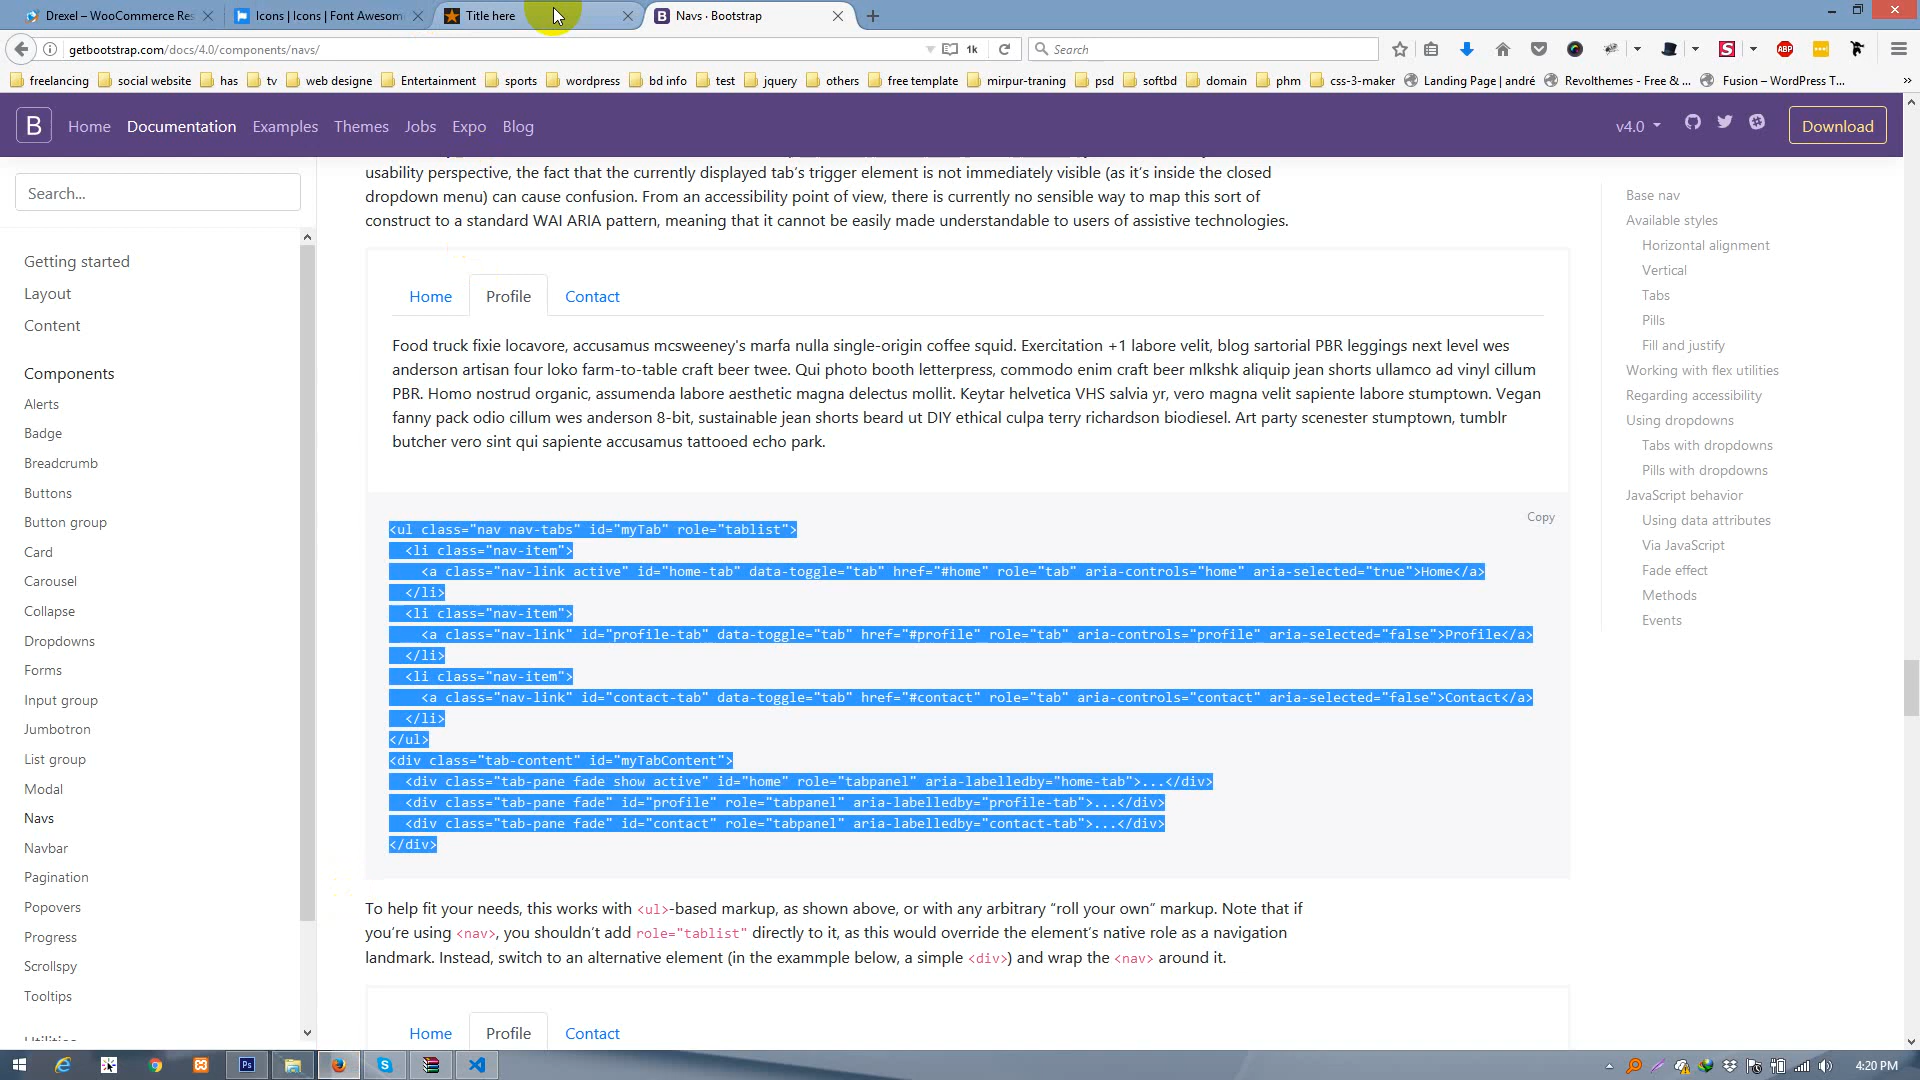 Drexel – WooCommerce Res
Icons | Icons | Font Awesom
Title here
Navs · Bootstrap
getbootstrap.com/docs/4.0/components/navs/
1k
Search
freelancing
social website
has
tv
web designe
Entertainment
sports
wordpress
bd info
test
jquery
others
free template
mirpur-traning
psd
softbd
domain
phm
css-3-maker
Landing Page | andré
Revolthemes - Free & ...
Fusion – WordPress T...
B
Home
Documentation
Examples
Themes
Jobs
Expo
Blog
v4.0
Download
Search...
Getting started
Layout
Content
Components
Alerts
Badge
Breadcrumb
Buttons
Button group
Card
Carousel
Collapse
Dropdowns
Forms
Input group
Jumbotron
List group
Modal
Navs
Navbar
Pagination
Popovers
Progress
Scrollspy
Tooltips
Utilities
usability perspective, the fact that the currently displayed tab’s trigger element is not immediately visible (as it’s inside the closed
dropdown menu) can cause confusion. From an accessibility point of view, there is currently no sensible way to map this sort of
construct to a standard WAI ARIA pattern, meaning that it cannot be easily made understandable to users of assistive technologies.
Home
Profile
Contact
Food truck fixie locavore, accusamus mcsweeney's marfa nulla single-origin coffee squid. Exercitation +1 labore velit, blog sartorial PBR leggings next level wes
anderson artisan four loko farm-to-table craft beer twee. Qui photo booth letterpress, commodo enim craft beer mlkshk aliquip jean shorts ullamco ad vinyl cillum
PBR. Homo nostrud organic, assumenda labore aesthetic magna delectus mollit. Keytar helvetica VHS salvia yr, vero magna velit sapiente labore stumptown. Vegan
fanny pack odio cillum wes anderson 8-bit, sustainable jean shorts beard ut DIY ethical culpa terry richardson biodiesel. Art party scenester stumptown, tumblr
butcher vero sint qui sapiente accusamus tattooed echo park.
Copy
<ul class="nav nav-tabs" id="myTab" role="tablist">
<li class="nav-item">
<a class="nav-link active" id="home-tab" data-toggle="tab" href="#home" role="tab" aria-controls="home" aria-selected="true">Home</a>
</li>
<li class="nav-item">
<a class="nav-link" id="profile-tab" data-toggle="tab" href="#profile" role="tab" aria-controls="profile" aria-selected="false">Profile</a>
</li>
<li class="nav-item">
<a class="nav-link" id="contact-tab" data-toggle="tab" href="#contact" role="tab" aria-controls="contact" aria-selected="false">Contact</a>
</li>
</ul>
<div class="tab-content" id="myTabContent">
<div class="tab-pane fade show active" id="home" role="tabpanel" aria-labelledby="home-tab">...</div>
<div class="tab-pane fade" id="profile" role="tabpanel" aria-labelledby="profile-tab">...</div>
<div class="tab-pane fade" id="contact" role="tabpanel" aria-labelledby="contact-tab">...</div>
</div>
To help fit your needs, this works with <ul>-based markup, as shown above, or with any arbitrary “roll your own” markup. Note that if
you’re using <nav>, you shouldn’t add role="tablist" directly to it, as this would override the element’s native role as a navigation
landmark. Instead, switch to an alternative element (in the exammple below, a simple <div>) and wrap the <nav> around it.
Home
Profile
Contact
Base nav
Available styles
Horizontal alignment
Vertical
Tabs
Pills
Fill and justify
Working with flex utilities
Regarding accessibility
Using dropdowns
Tabs with dropdowns
Pills with dropdowns
JavaScript behavior
Using data attributes
Via JavaScript
Fade effect
Methods
Events
4:20 PM